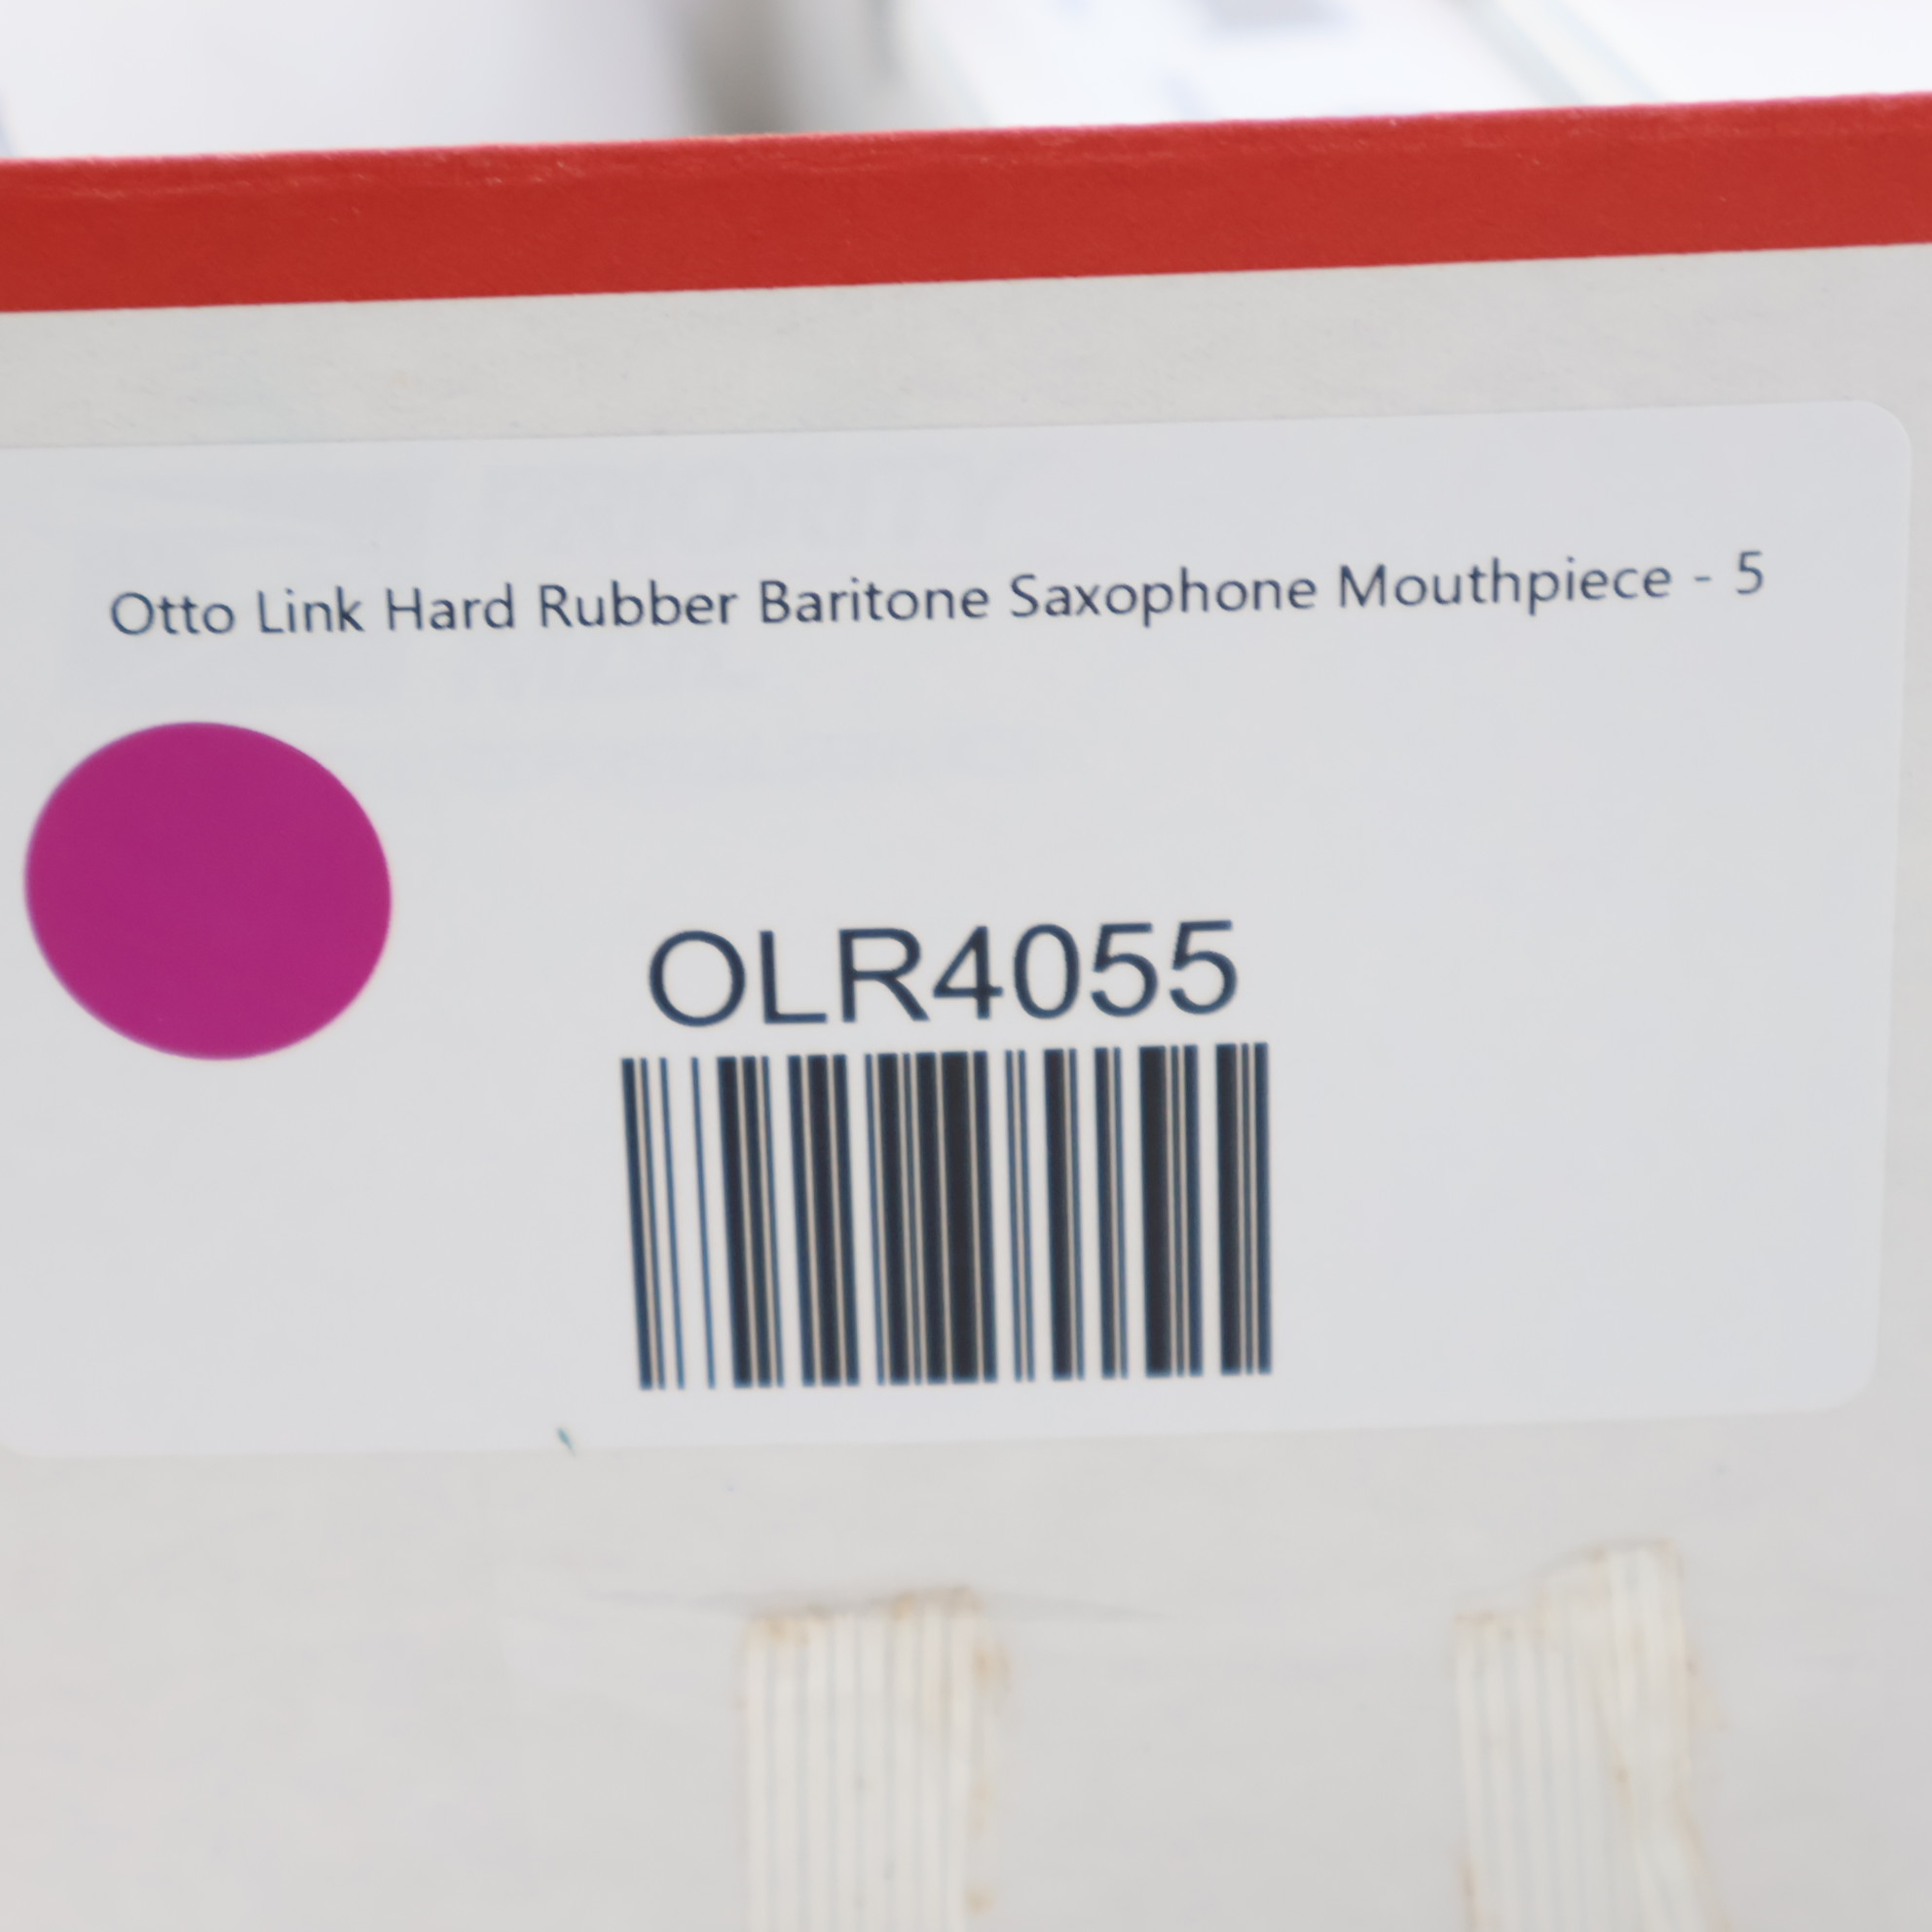 Otto Link Hard Rubber Baritone Saxophone Mouthpiece - 5
OLR4055